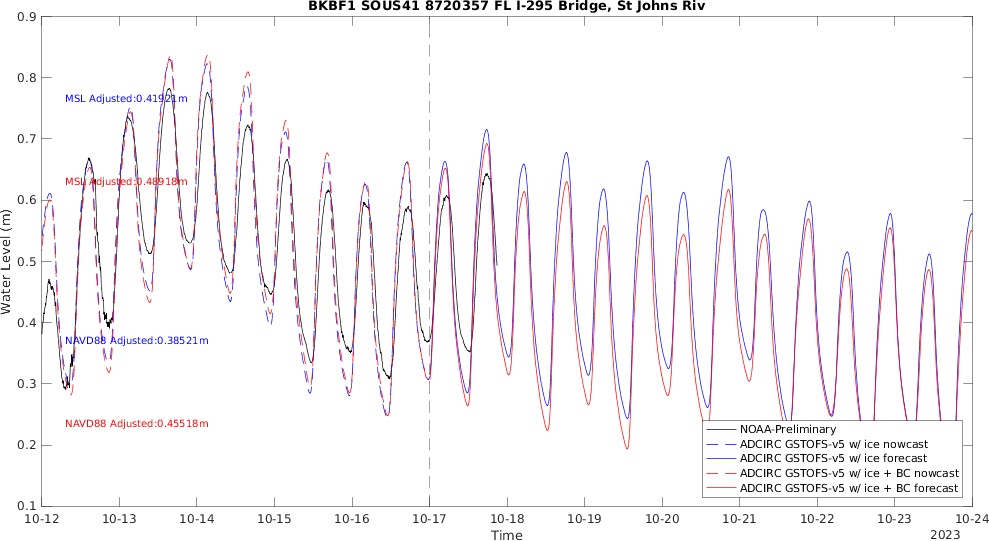 BKBF1 SOUS41 8720357 FL I-295 Bridge, St Johns Riv
0.9
0.8
0.7
0.6
0.5
0.4
0.3
0.2
0.1
Water Level (m)
MSL Adjusted:0.41921m
MSL Adjusted:0.48918m
NAVD88 Adjusted:0.38521m
NAVD88 Adjusted:0.45518m
NOAA-Preliminary
ADCIRC GSTOFS-v5 w/ ice nowcast
ADCIRC GSTOFS-v5 w/ ice forecast
ADCIRC GSTOFS-v5 w/ ice + BC nowcast
ADCIRC GSTOFS-v5 w/ ice + BC forecast
10-12 10-13 10-14 10-15 10-16 10-17 10-18 10-19 10-20 10-21 10-22 10-23 10-24
Time
2023